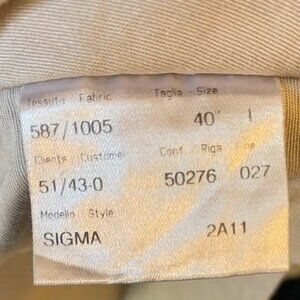 Tessuto - Fabric Taglia - Size
587/1005 40" I
Cliente - Customer Conf. Riga - Line
51/43-0 50276 027
Modello - Style
SIGMA 2A11